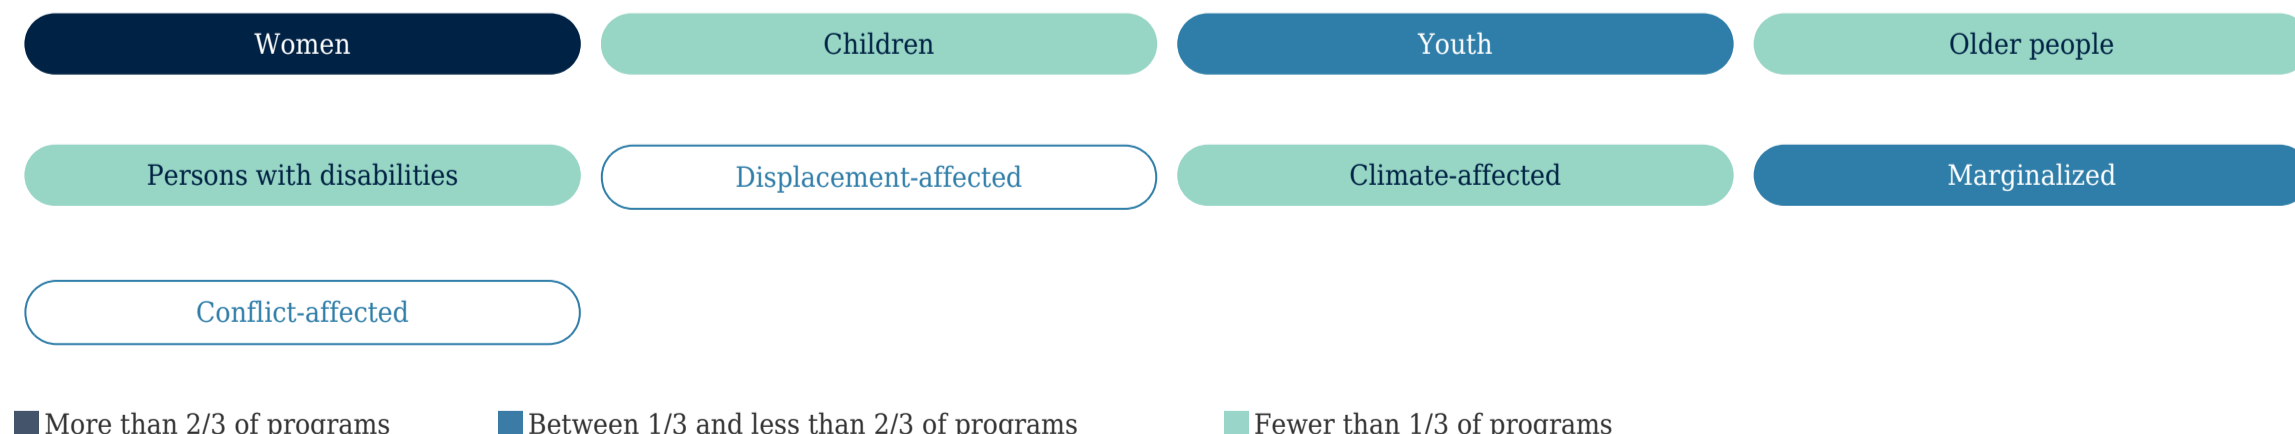 Women Children Youth Older people
Persons with disabilities Displacement-affected Climate-affected Marginalized
Conflict-affected
More than 2/3 of programs Between 1/3 and less than 2/3 of programs Fewer than 1/3 of programs